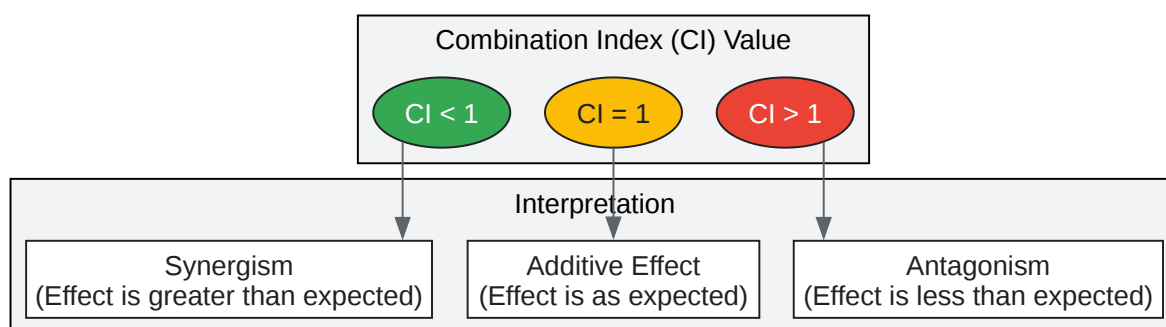 Combination Index (CI) Value
CI < 1
CI = 1
CI > 1
Interpretation
Synergism
(Effect is greater than expected)
Additive Effect
(Effect is as expected)
Antagonism
(Effect is less than expected)